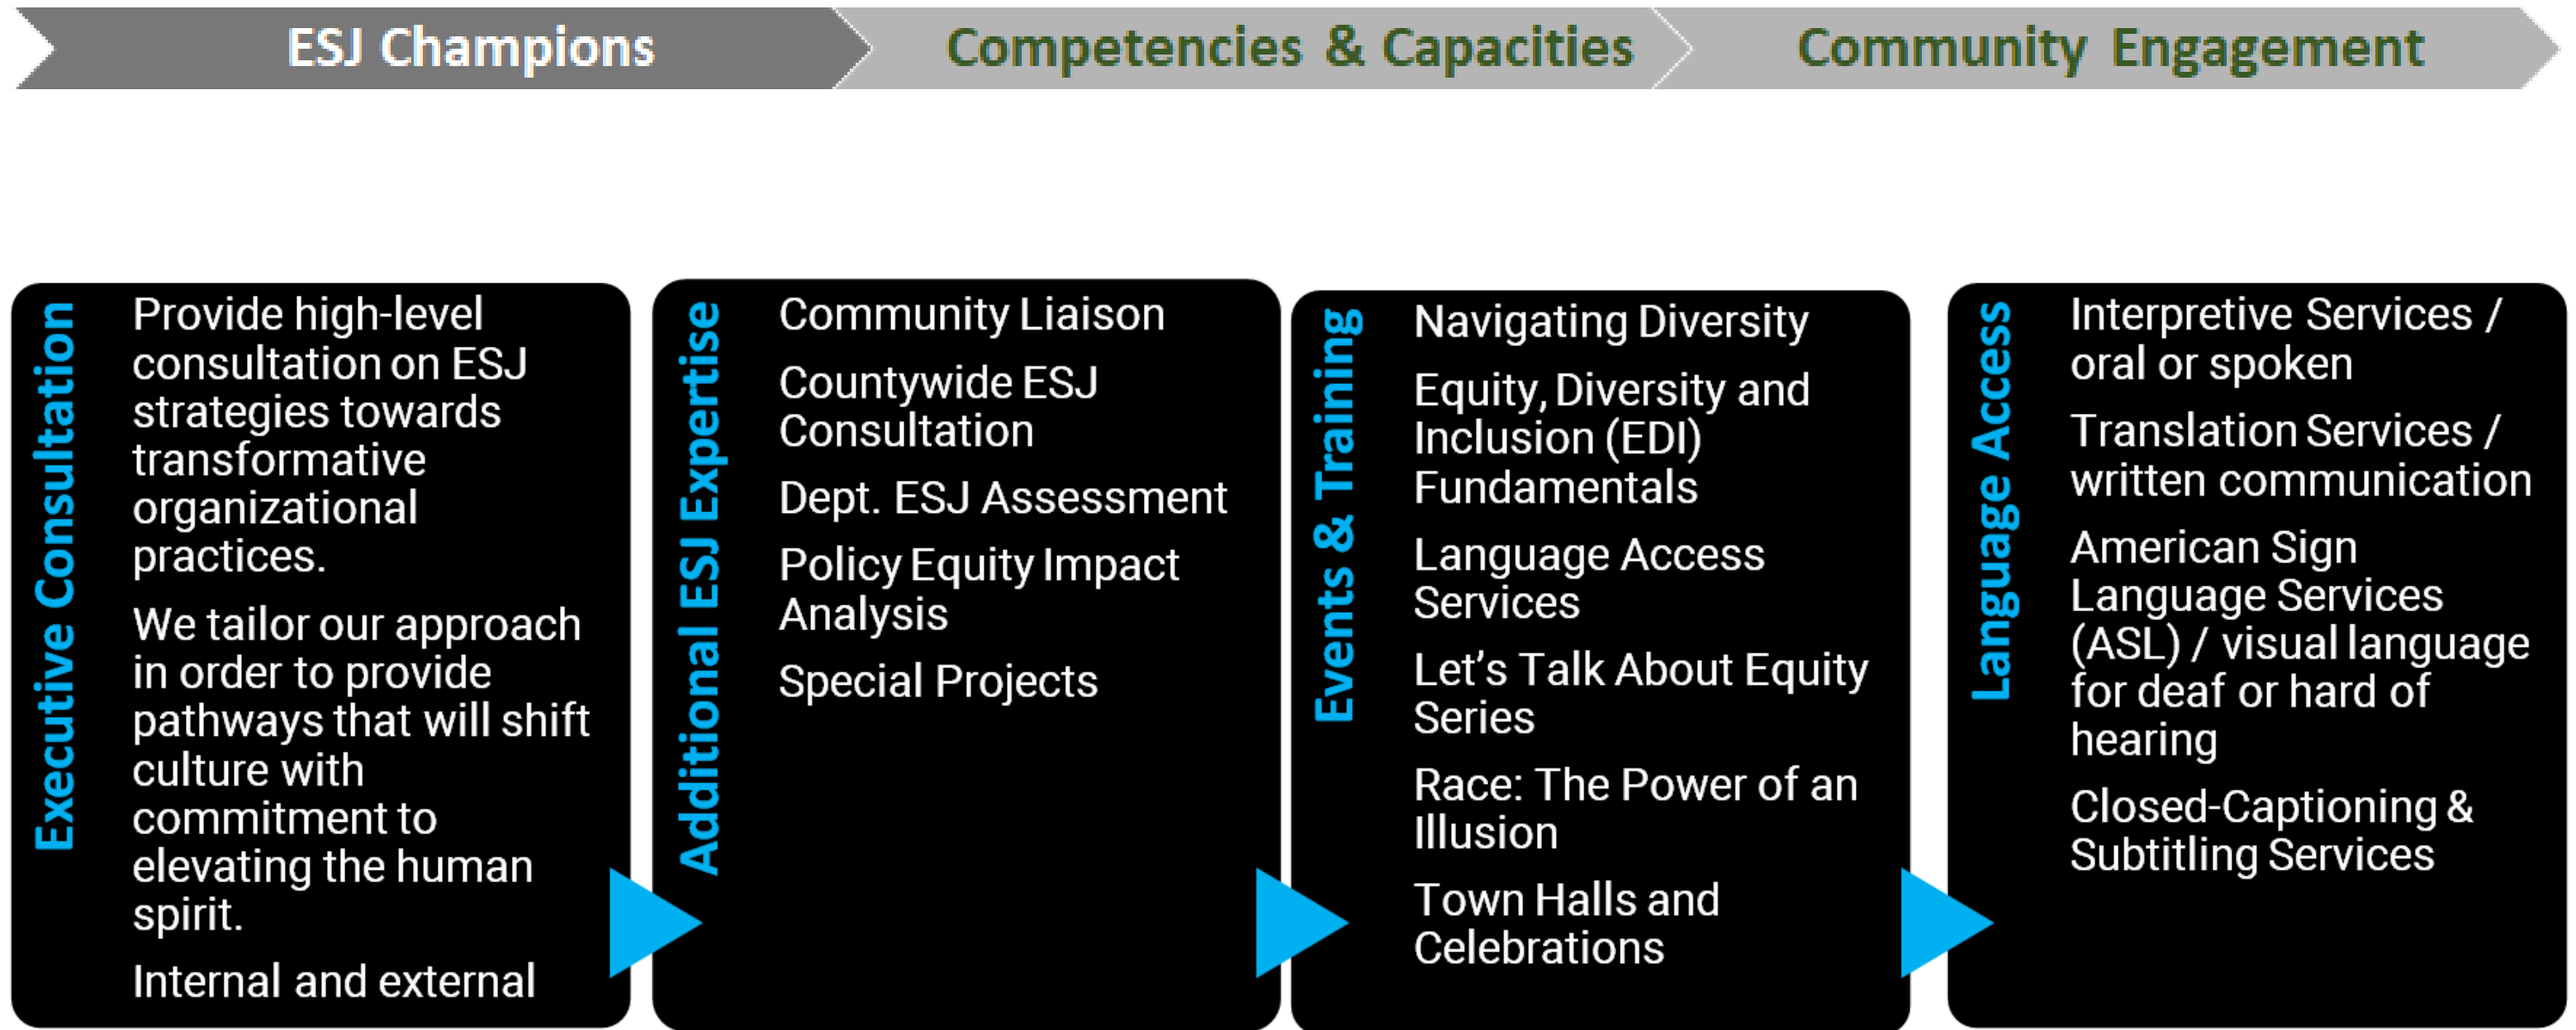 ESJ Champions
Competencies & Capacities
Community Engagement
Executive Consultation
Provide high-level
consultation on ESJ
strategies towards
transformative
organizational
practices.
We tailor our approach
in order to provide
pathways that will shift
culture with
commitment to
elevating the human
spirit.
Internal and external
Additional ESJ Expertise
Community Liaison
Countywide ESJ
Consultation
Dept. ESJ Assessment
Policy Equity Impact
Analysis
Special Projects
Events & Training
Navigating Diversity
Equity, Diversity and
Inclusion (EDI)
Fundamentals
Language Access
Services
Let’s Talk About Equity
Series
Race: The Power of an
Illusion
Town Halls and
Celebrations
Language Access
Interpretive Services /
oral or spoken
Translation Services /
written communication
American Sign
Language Services
(ASL) / visual language
for deaf or hard of
hearing
Closed-Captioning &
Subtitling Services